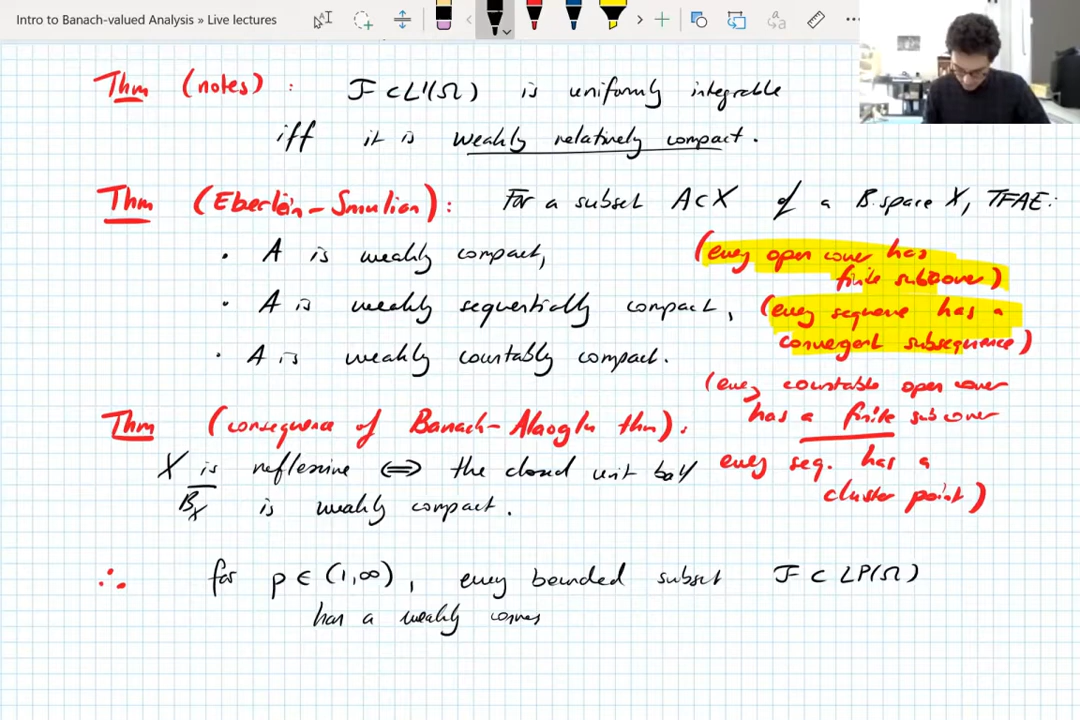 Intro to Banach-valued Analysis » Live lectures
Thm (notes) : F ⊂ L¹(Ω) is uniformly integrable
iff it is weakly relatively compact.
Thm (Eberlein-Smulian): For a subset A⊂X of a B. space X, TFAE:
• A is weakly compact, (every open cover has
finite subcover)
• A is weakly sequentially compact, (every sequence has a
convergent subsequence)
• A is weakly countably compact.
(every countable open cover
has a finite subcover
Thm (consequence of Banach-Alaoglu thm):
X is reflexive ⇔ the closed unit ball
every seq. has a
cluster point)
B_X is weakly compact.
∴ for p ∈ (1,∞), every bounded subset F ⊂ LP(Ω)
has a weakly conver